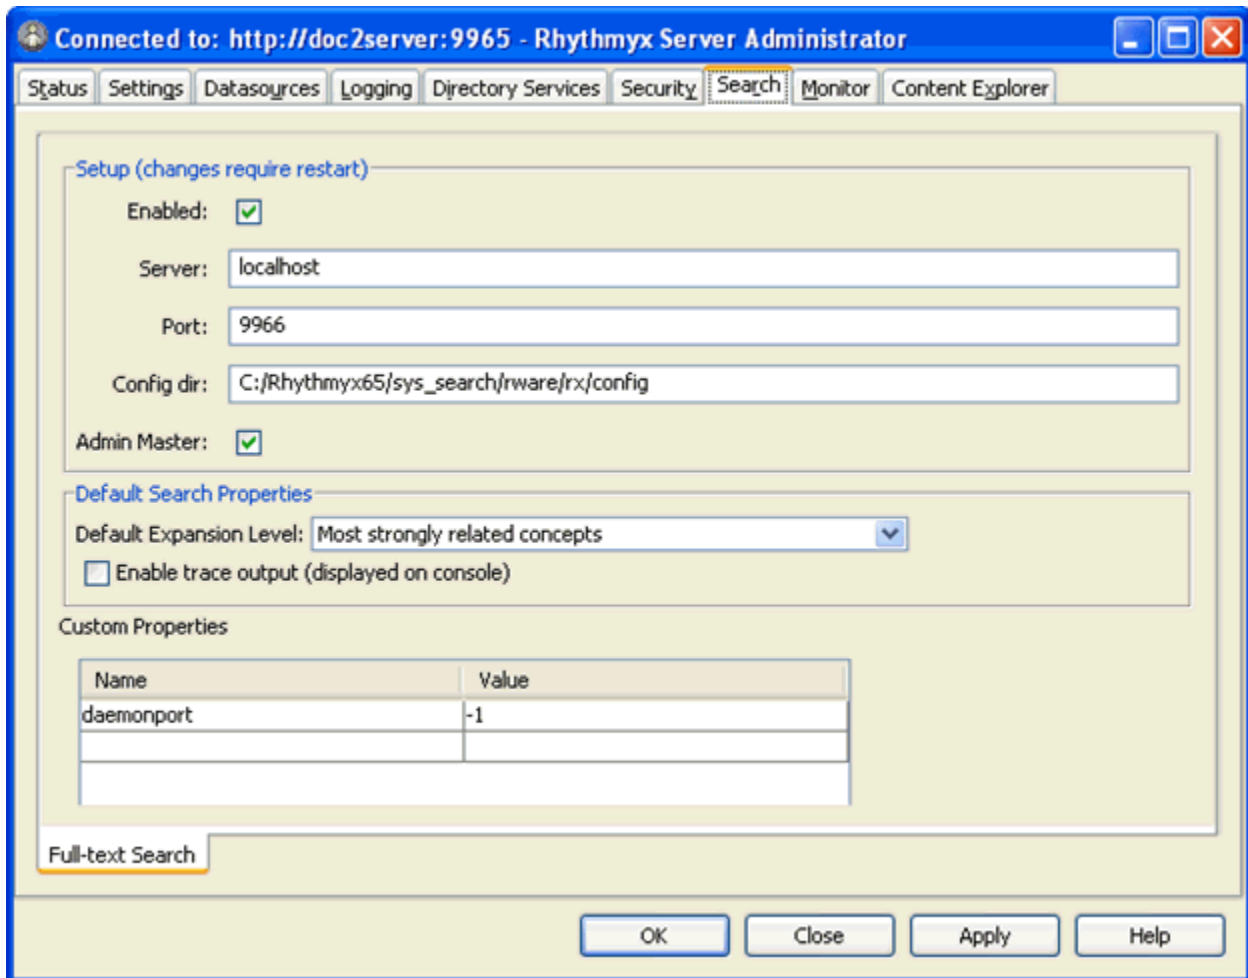 Connected to: http://doc2server:9965 - Rhythmyx Server Administrator
Status Settings Datasources Logging Directory Services Security Search Monitor Content Explorer
Setup (changes require restart)
Enabled:
Server: localhost
Port: 9966
Config dir: C:/Rhythmyx65/sys_search/rware/rx/config
Admin Master:
Default Search Properties
Default Expansion Level: Most strongly related concepts
Enable trace output (displayed on console)
Custom Properties
Name Value
daemonport -1
Full-text Search
OK Close Apply Help